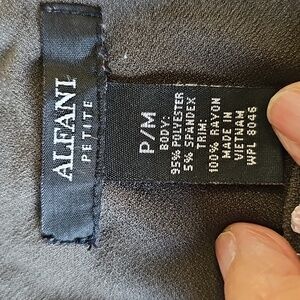 ALFANI
PETITE
P/M
BODY:
95% POLYESTER
5% SPANDEX
TRIM:
100% RAYON
MADE IN
VIETNAM
WPL 8046